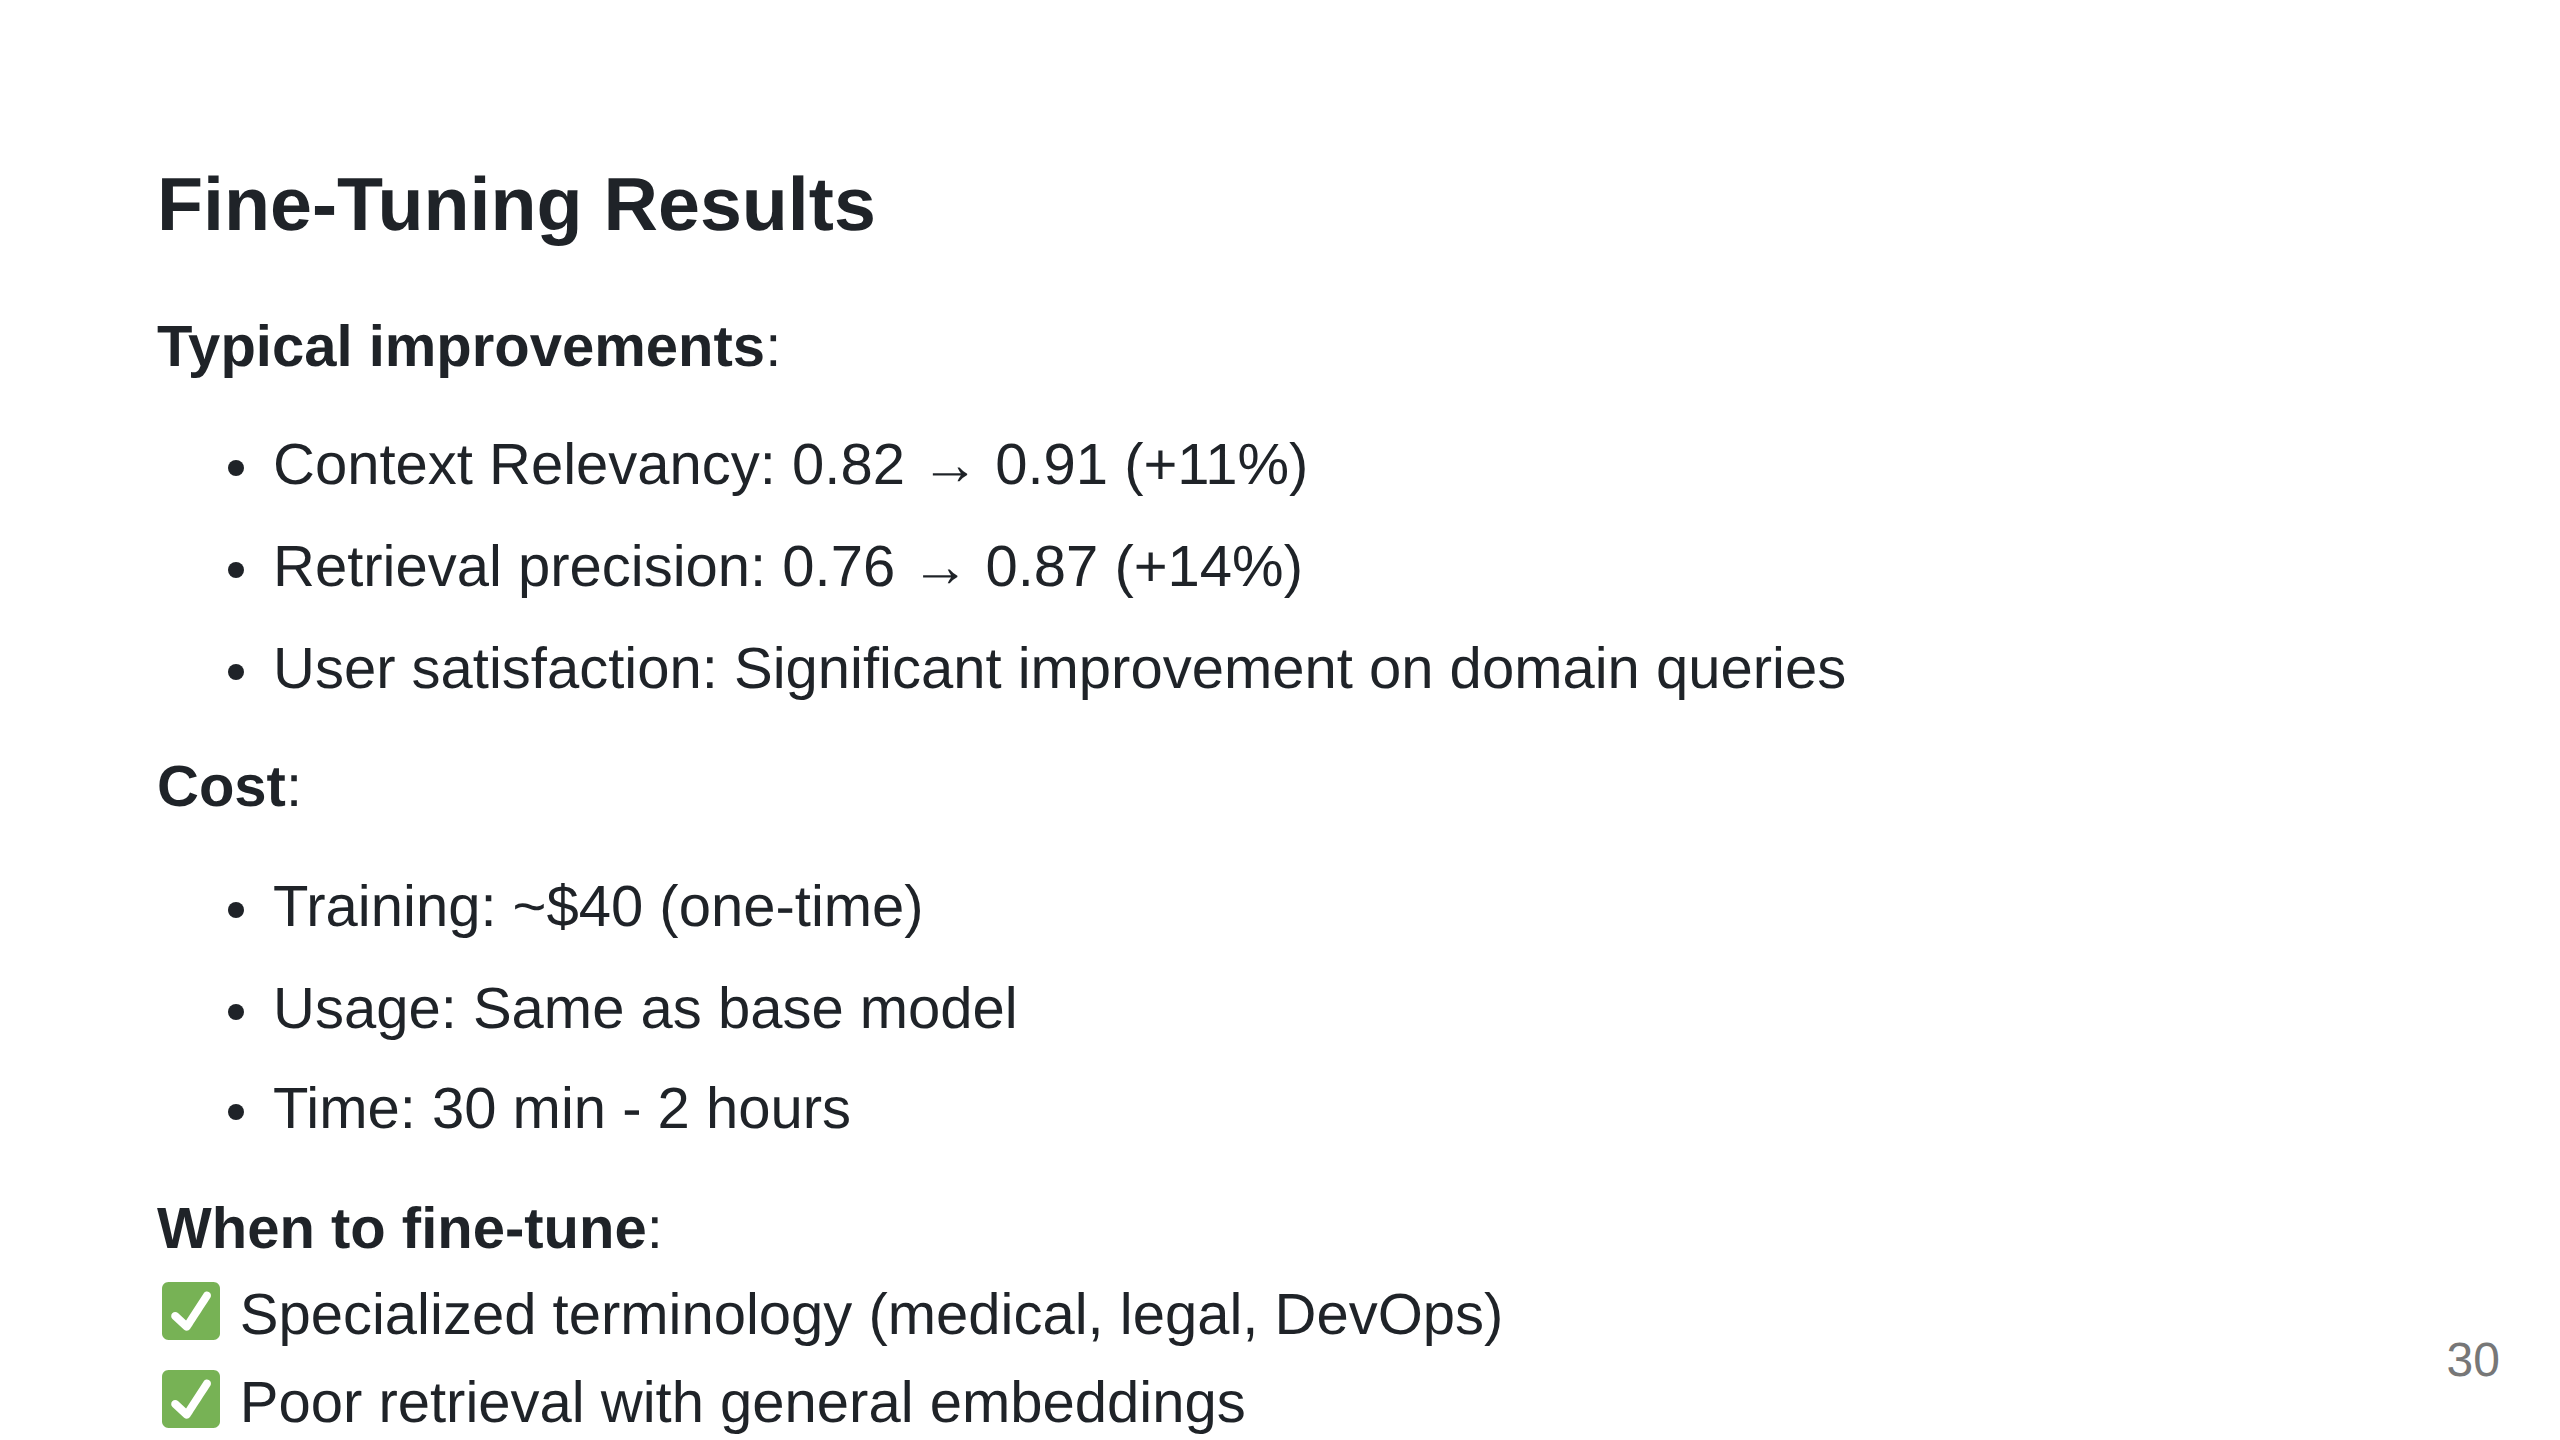 Fine-Tuning Results
Typical improvements:
• Context Relevancy: 0.82 → 0.91 (+11%)
• Retrieval precision: 0.76 → 0.87 (+14%)
• User satisfaction: Significant improvement on domain queries
Cost:
• Training: ~$40 (one-time)
• Usage: Same as base model
• Time: 30 min - 2 hours
When to fine-tune:
✅ Specialized terminology (medical, legal, DevOps)
✅ Poor retrieval with general embeddings
30